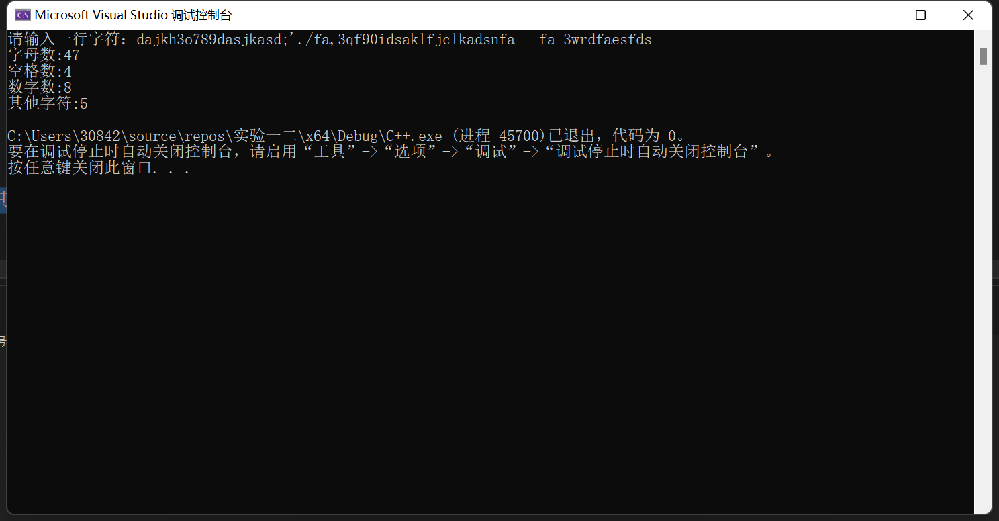 Microsoft Visual Studio 调试控制台
请输入一行字符：dajkh3o789dasjkasd;'./fa,3qf90idsaklfjclkadsnfa   fa 3wrdfaesfds
字母数:47
空格数:4
数字数:8
其他字符:5
C:\Users\30842\source\repos\实验一二\x64\Debug\C++.exe (进程 45700)已退出，代码为 0。
要在调试停止时自动关闭控制台，请启用“工具”->“选项”->“调试”->“调试停止时自动关闭控制台”。
按任意键关闭此窗口. . .
号